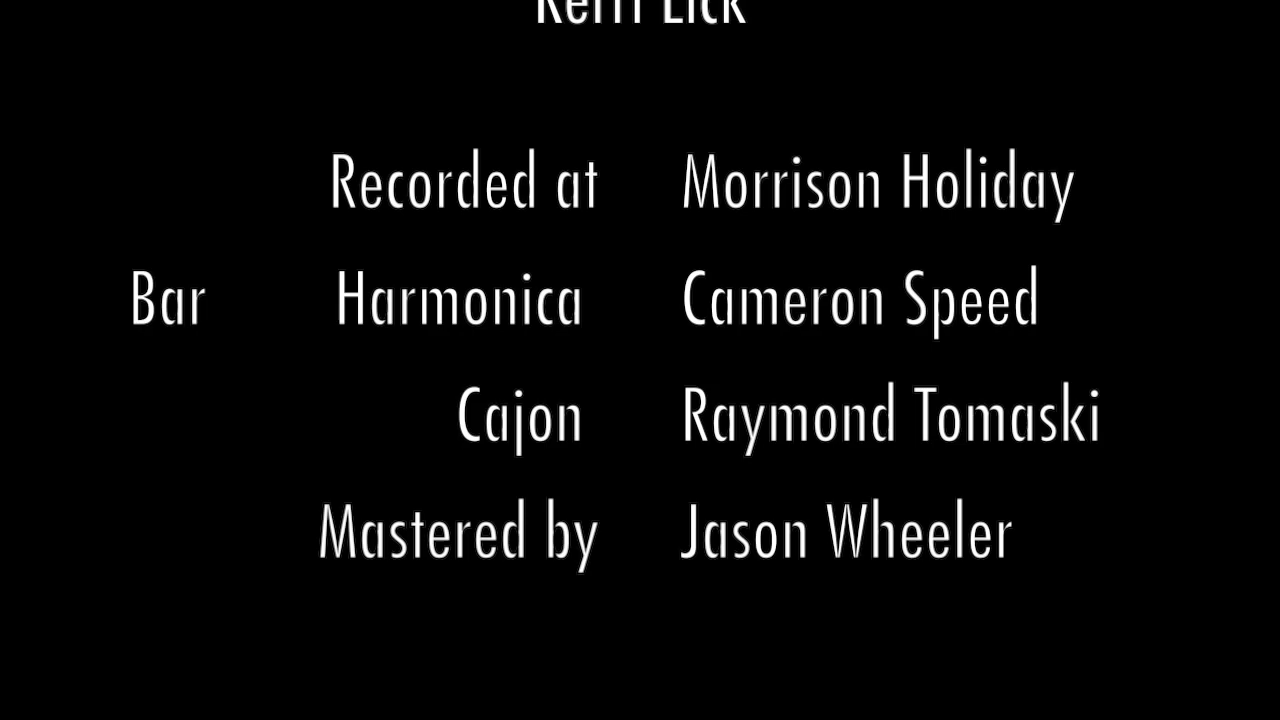 Recorded at Morrison Holiday
Bar Harmonica Cameron Speed
Cajon Raymond Tomaski
Mastered by Jason Wheeler